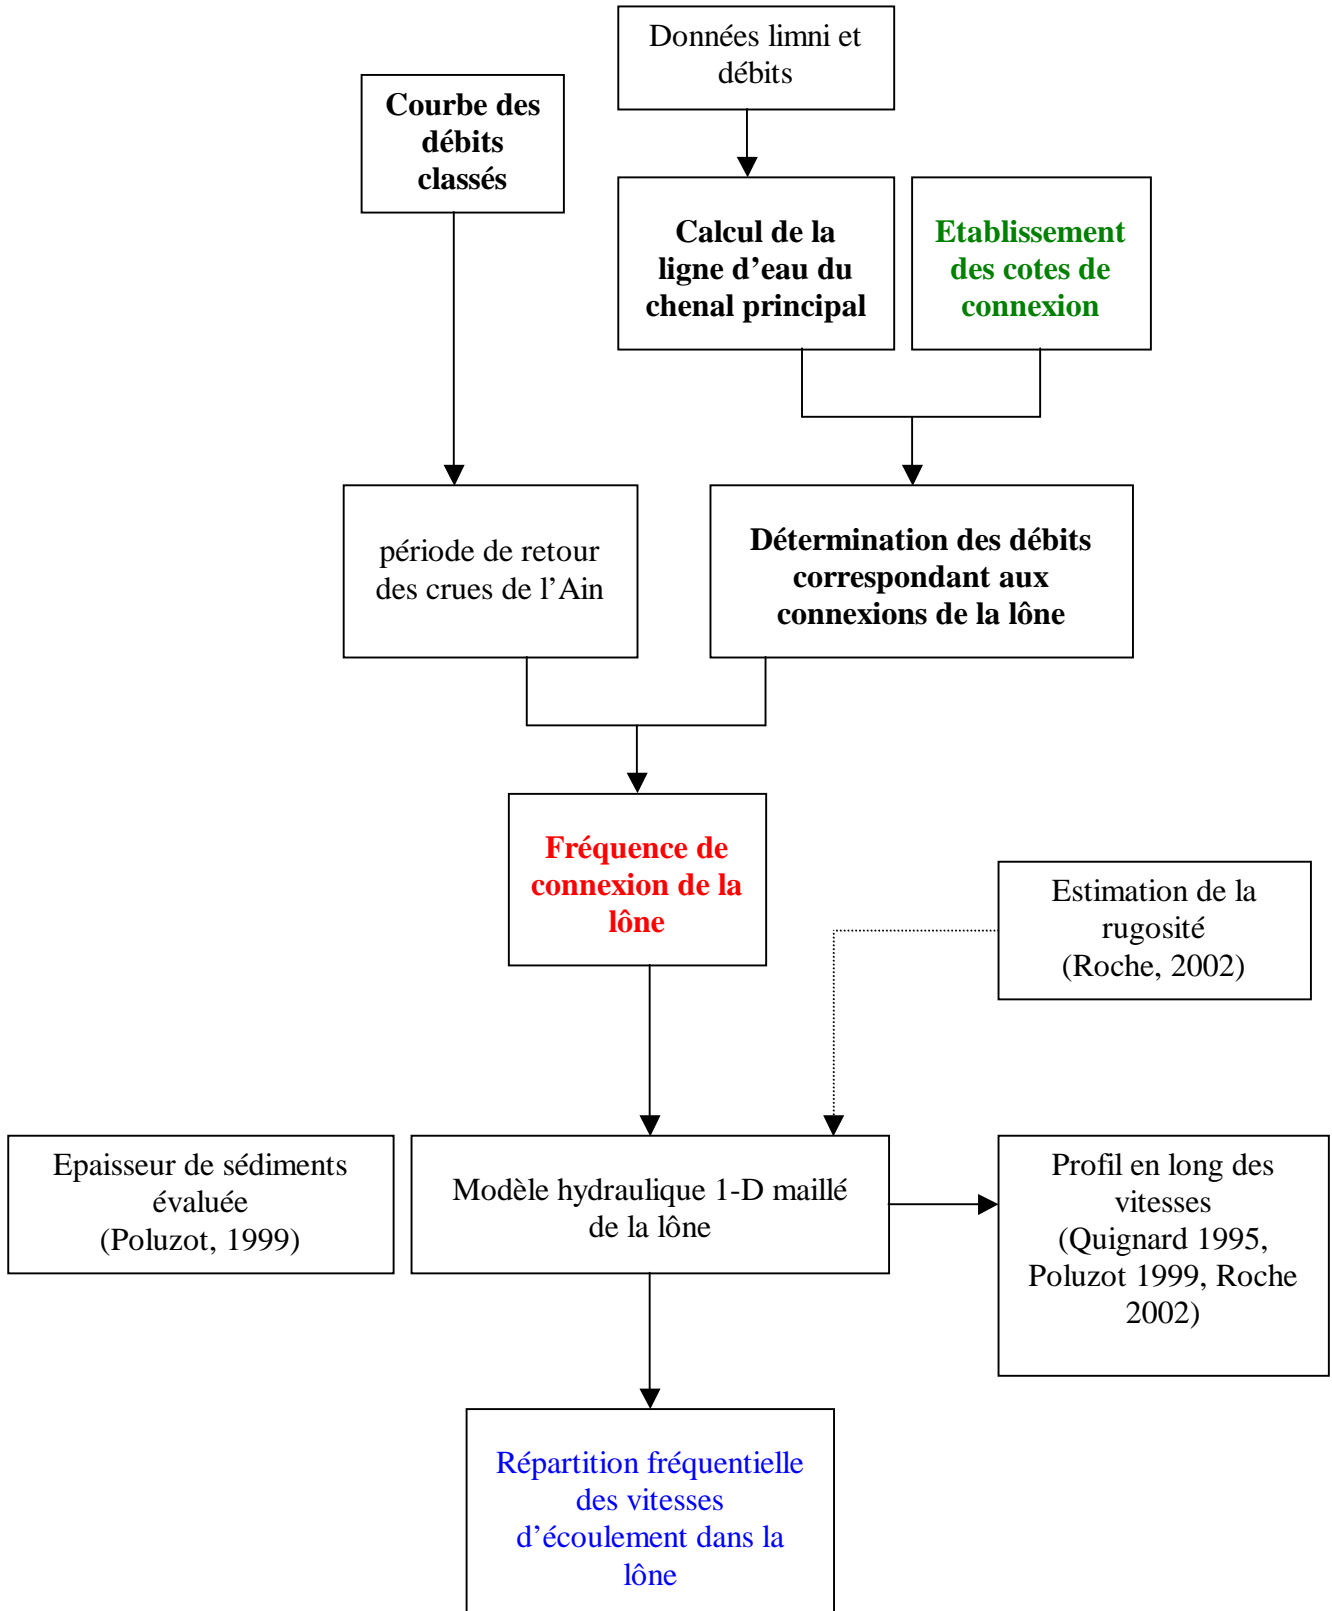 Données limni et
débits
Courbe des
débits
classés
Calcul de la
ligne d’eau du
chenal principal
Etablissement
des cotes de
connexion
période de retour
des crues de l’Ain
Détermination des débits
correspondant aux
connexions de la lône
Fréquence de
connexion de la
lône
Estimation de la
rugosité
(Roche, 2002)
Epaisseur de sédiments
évaluée
(Poluzot, 1999)
Modèle hydraulique 1-D maillé
de la lône
Profil en long des
vitesses
(Quignard 1995,
Poluzot 1999, Roche
2002)
Répartition fréquentielle
des vitesses
d’écoulement dans la
lône